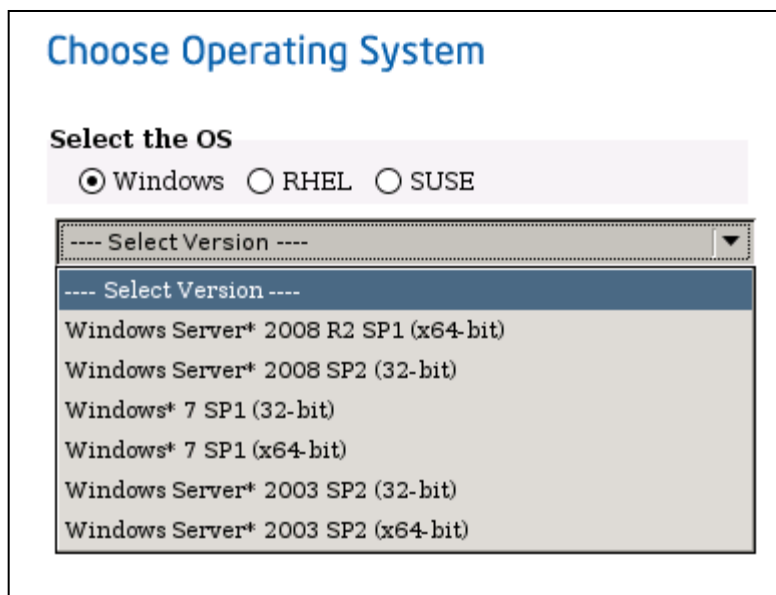 Choose Operating System
Select the OS
Windows RHEL SUSE
---- Select Version ----
---- Select Version ----
Windows Server* 2008 R2 SP1 (x64-bit)
Windows Server* 2008 SP2 (32-bit)
Windows* 7 SP1 (32-bit)
Windows* 7 SP1 (x64-bit)
Windows Server* 2003 SP2 (32-bit)
Windows Server* 2003 SP2 (x64-bit)